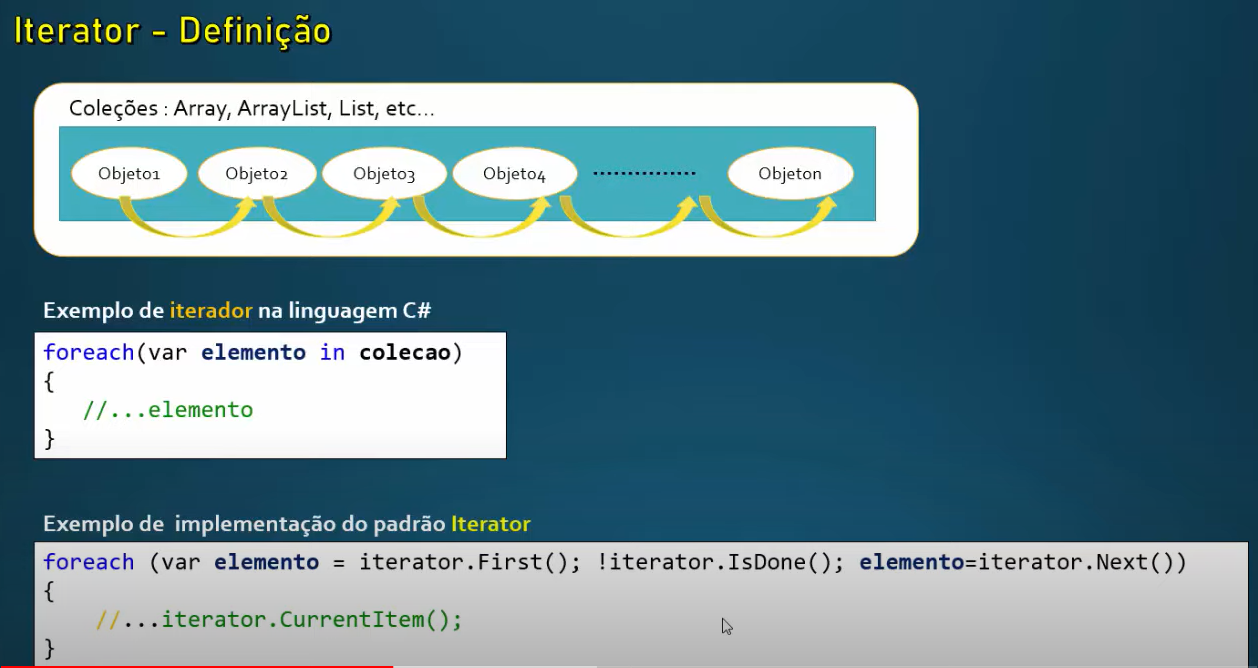 Iterator - Definição
Coleções : Array, ArrayList, List, etc...
Objeto1 Objeto2 Objeto3 Objeto4 ............... Objeton
Exemplo de iterador na linguagem C#
foreach(var elemento in colecao)
{
//...elemento
}
Exemplo de implementação do padrão Iterator
foreach (var elemento = iterator.First(); !iterator.IsDone(); elemento=iterator.Next())
{
//...iterator.CurrentItem();
}